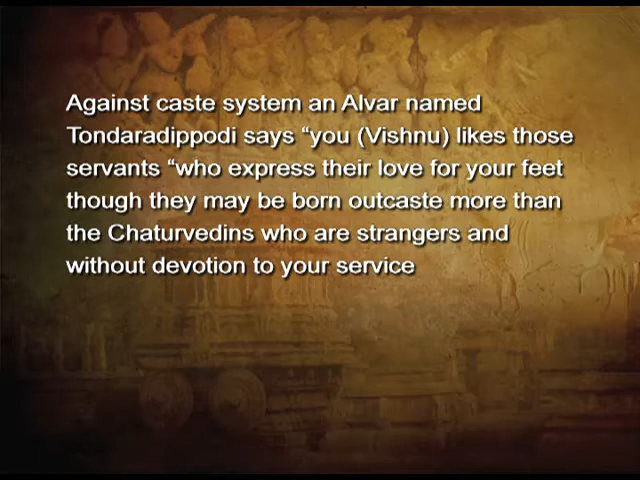 Against caste system an Alvar named
Tondaradippodi says “you (Vishnu) likes those
servants “who express their love for your feet
though they may be born outcaste more than
the Chaturvedins who are strangers and
without devotion to your service